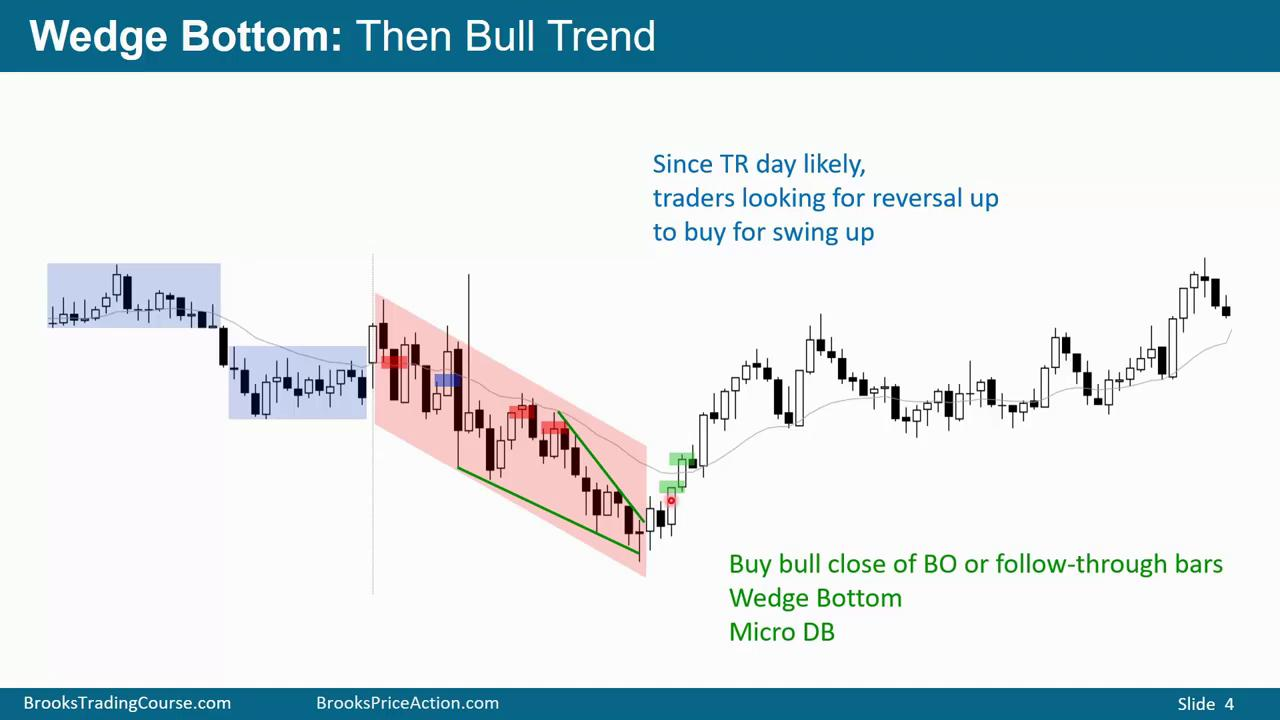 Wedge Bottom: Then Bull Trend
Since TR day likely,
traders looking for reversal up
to buy for swing up
Buy bull close of BO or follow-through bars
Wedge Bottom
Micro DB
BrooksTradingCourse.com
BrooksPriceAction.com
Slide 4